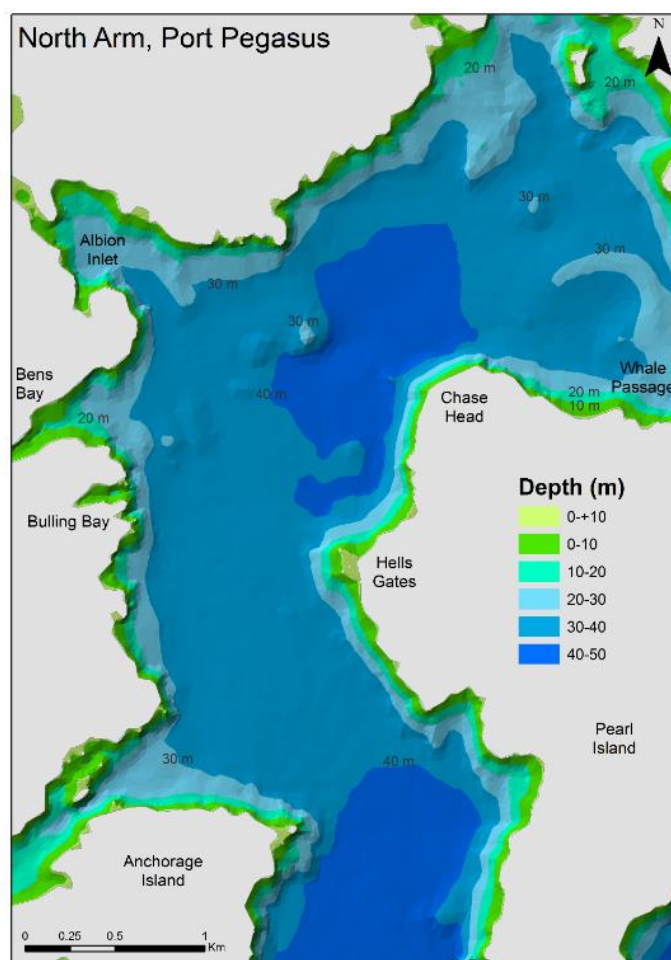 North Arm, Port Pegasus
N
20 m
20 m
30 m
Albion
Inlet
30 m
30 m
30 m
Whale
Passage
Bens
Bay
40 m
20 m
10 m
Chase
Head
20 m
Depth (m)
0-+10
0-10
10-20
20-30
30-40
40-50
Bulling Bay
Hells
Gates
Pearl
Island
30 m
40 m
Anchorage
Island
0 0.25 0.5 1
Km